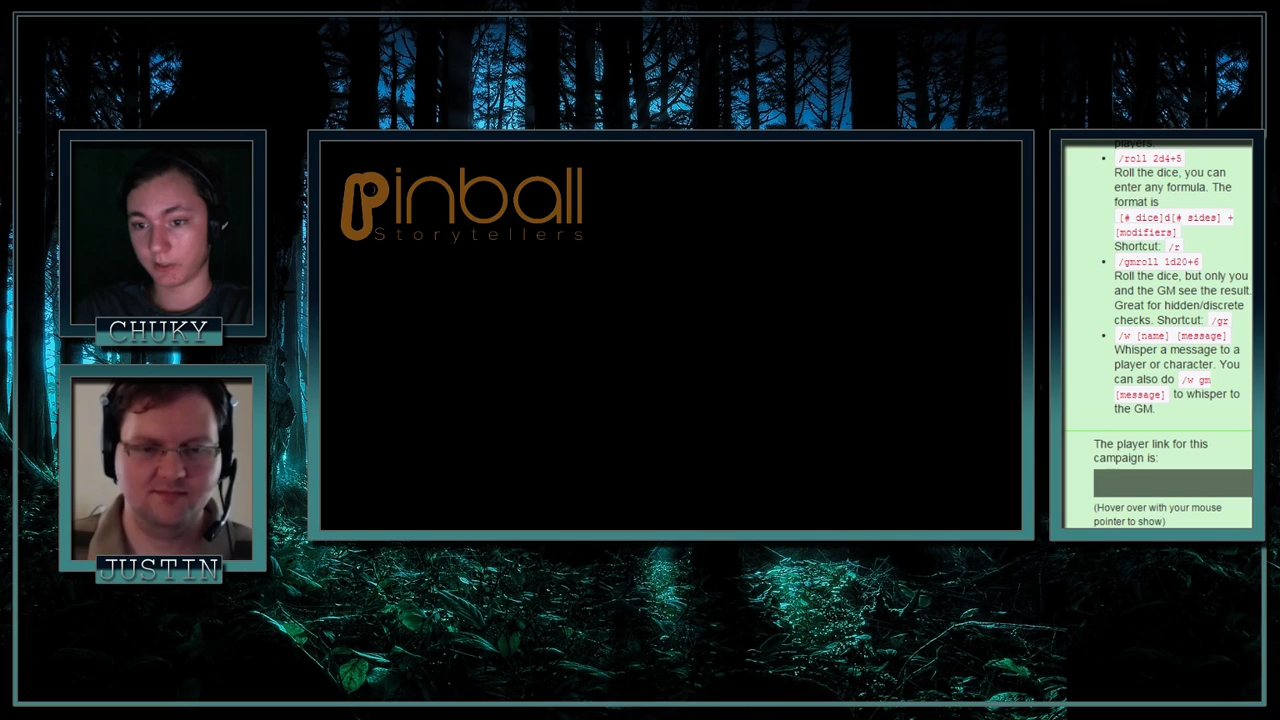 pinball
Storytellers
CHUKY
JUSTIN
players.
/roll 2d4+5
Roll the dice, you can
enter any formula. The
format is
[# dice]d[# sides] +
[modifiers]
Shortcut: /r
/gmroll 1d20+6
Roll the dice, but only you
and the GM see the result.
Great for hidden/discrete
checks. Shortcut: /gr
/w [name] [message]
Whisper a message to a
player or character. You
can also do /w gm
[message] to whisper to
the GM.
The player link for this
campaign is:
(Hover over with your mouse
pointer to show)